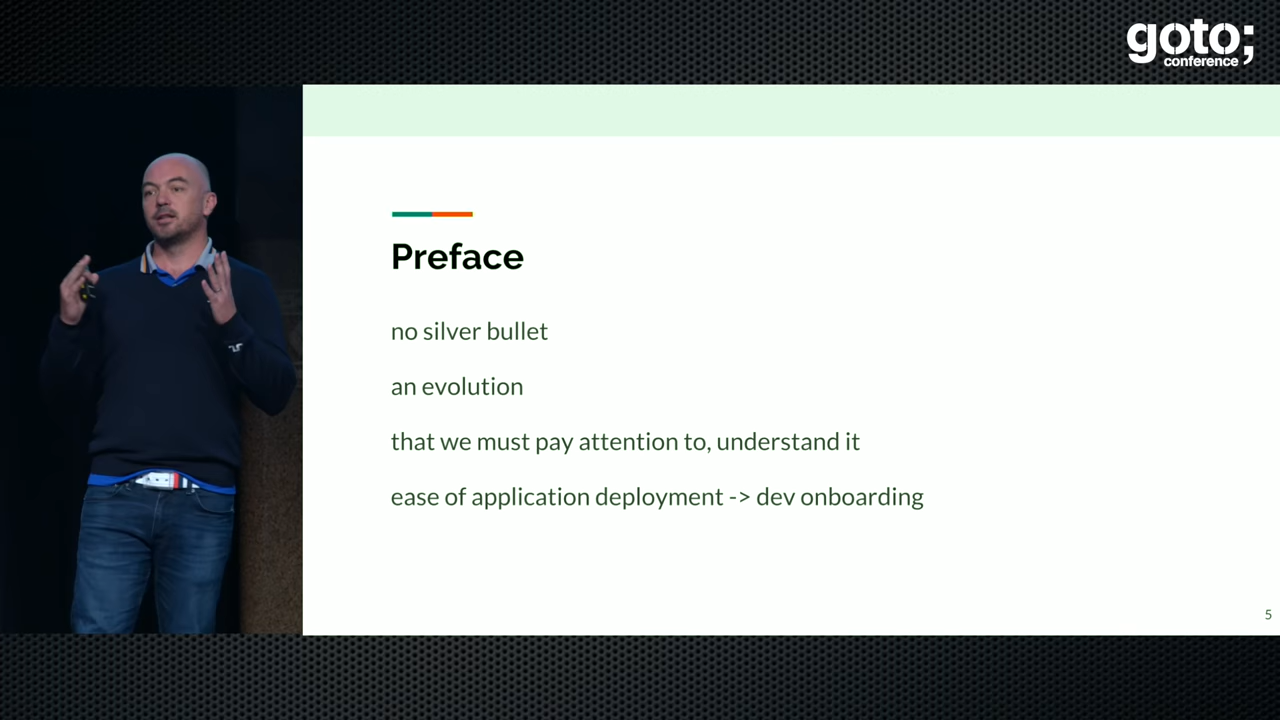 goto;
conference
Preface
no silver bullet
an evolution
that we must pay attention to, understand it
ease of application deployment -> dev onboarding
5